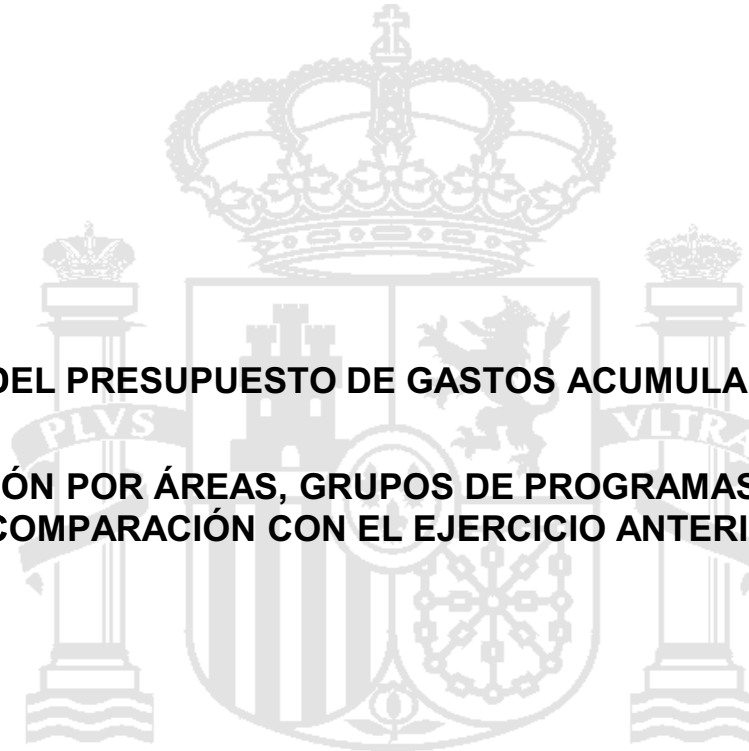 DEL PRESUPUESTO DE GASTOS ACUMULA
PLVS VLTRA
ÓN POR ÁREAS, GRUPOS DE PROGRAMAS
COMPARACIÓN CON EL EJERCICIO ANTERI